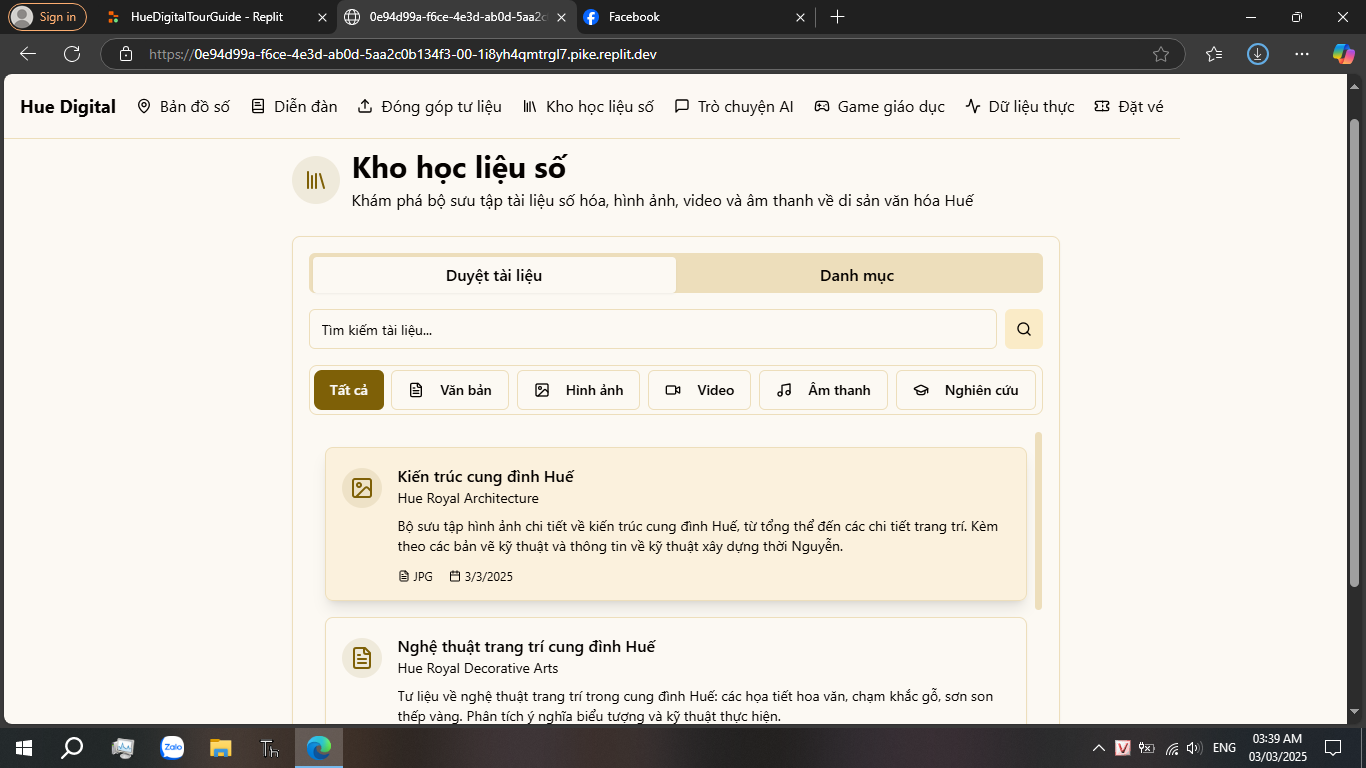 Sign in
HueDigitalTourGuide - Replit
0e94d99a-f6ce-4e3d-ab0d-5aa2c
Facebook
https://0e94d99a-f6ce-4e3d-ab0d-5aa2c0b134f3-00-1i8yh4qmtrgl7.pike.replit.dev
Hue Digital
Bản đồ số
Diễn đàn
Đóng góp tư liệu
Kho học liệu số
Trò chuyện AI
Game giáo dục
Dữ liệu thực
Đặt vé
Kho học liệu số
Khám phá bộ sưu tập tài liệu số hóa, hình ảnh, video và âm thanh về di sản văn hóa Huế
Duyệt tài liệu
Danh mục
Tìm kiếm tài liệu...
Tất cả
Văn bản
Hình ảnh
Video
Âm thanh
Nghiên cứu
Kiến trúc cung đình Huế
Hue Royal Architecture
Bộ sưu tập hình ảnh chi tiết về kiến trúc cung đình Huế, từ tổng thể đến các chi tiết trang trí. Kèm
theo các bản vẽ kỹ thuật và thông tin về kỹ thuật xây dựng thời Nguyễn.
JPG
3/3/2025
Nghệ thuật trang trí cung đình Huế
Hue Royal Decorative Arts
Tư liệu về nghệ thuật trang trí trong cung đình Huế: các họa tiết hoa văn, chạm khắc gỗ, sơn son
thếp vàng. Phân tích ý nghĩa biểu tượng và kỹ thuật thực hiện.
Zalo
Th
V
ENG
03:39 AM
03/03/2025